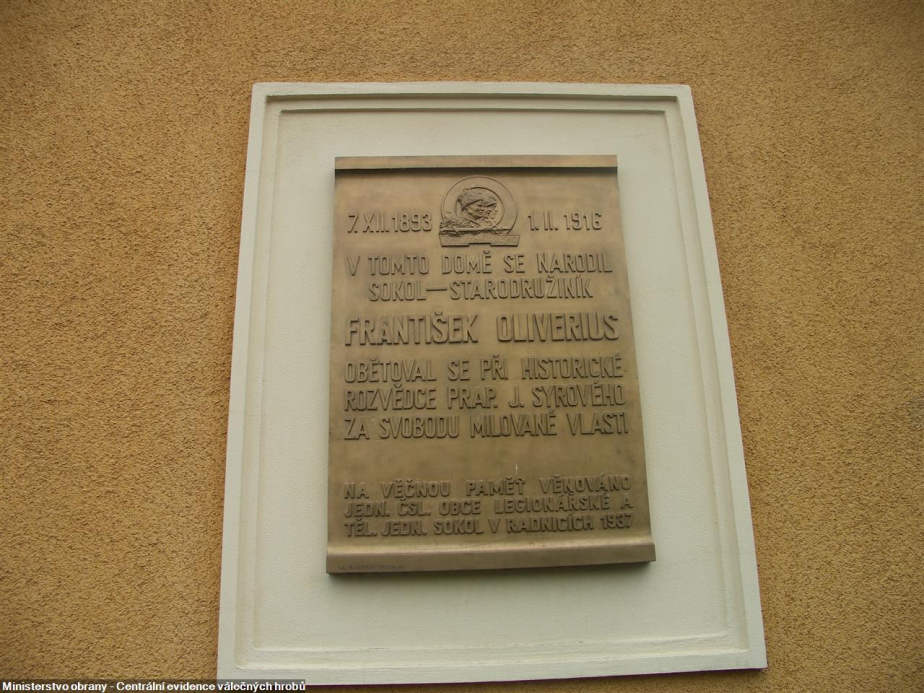 7. XII. 1893 1. II. 1916
V TOMTO DOMĚ SE NARODIL
SOKOL—STARODRUŽINÍK
FRANTIŠEK OLIVERIUS
OBĚTOVAL SE PŘI HISTORICKÉ
ROZVĚDCE PRAP. J. SYROVÉHO
ZA SVOBODU MILOVANÉ VLASTI
NA VĚČNOU PAMĚŤ VĚNOVÁNO
JEDN. ČSL. OBCE LEGIONÁŘSKÉ A
TĚL. JEDN. SOKOL V RADNICÍCH 1937
Ministerstvo obrany - Centrální evidence válečných hrobů